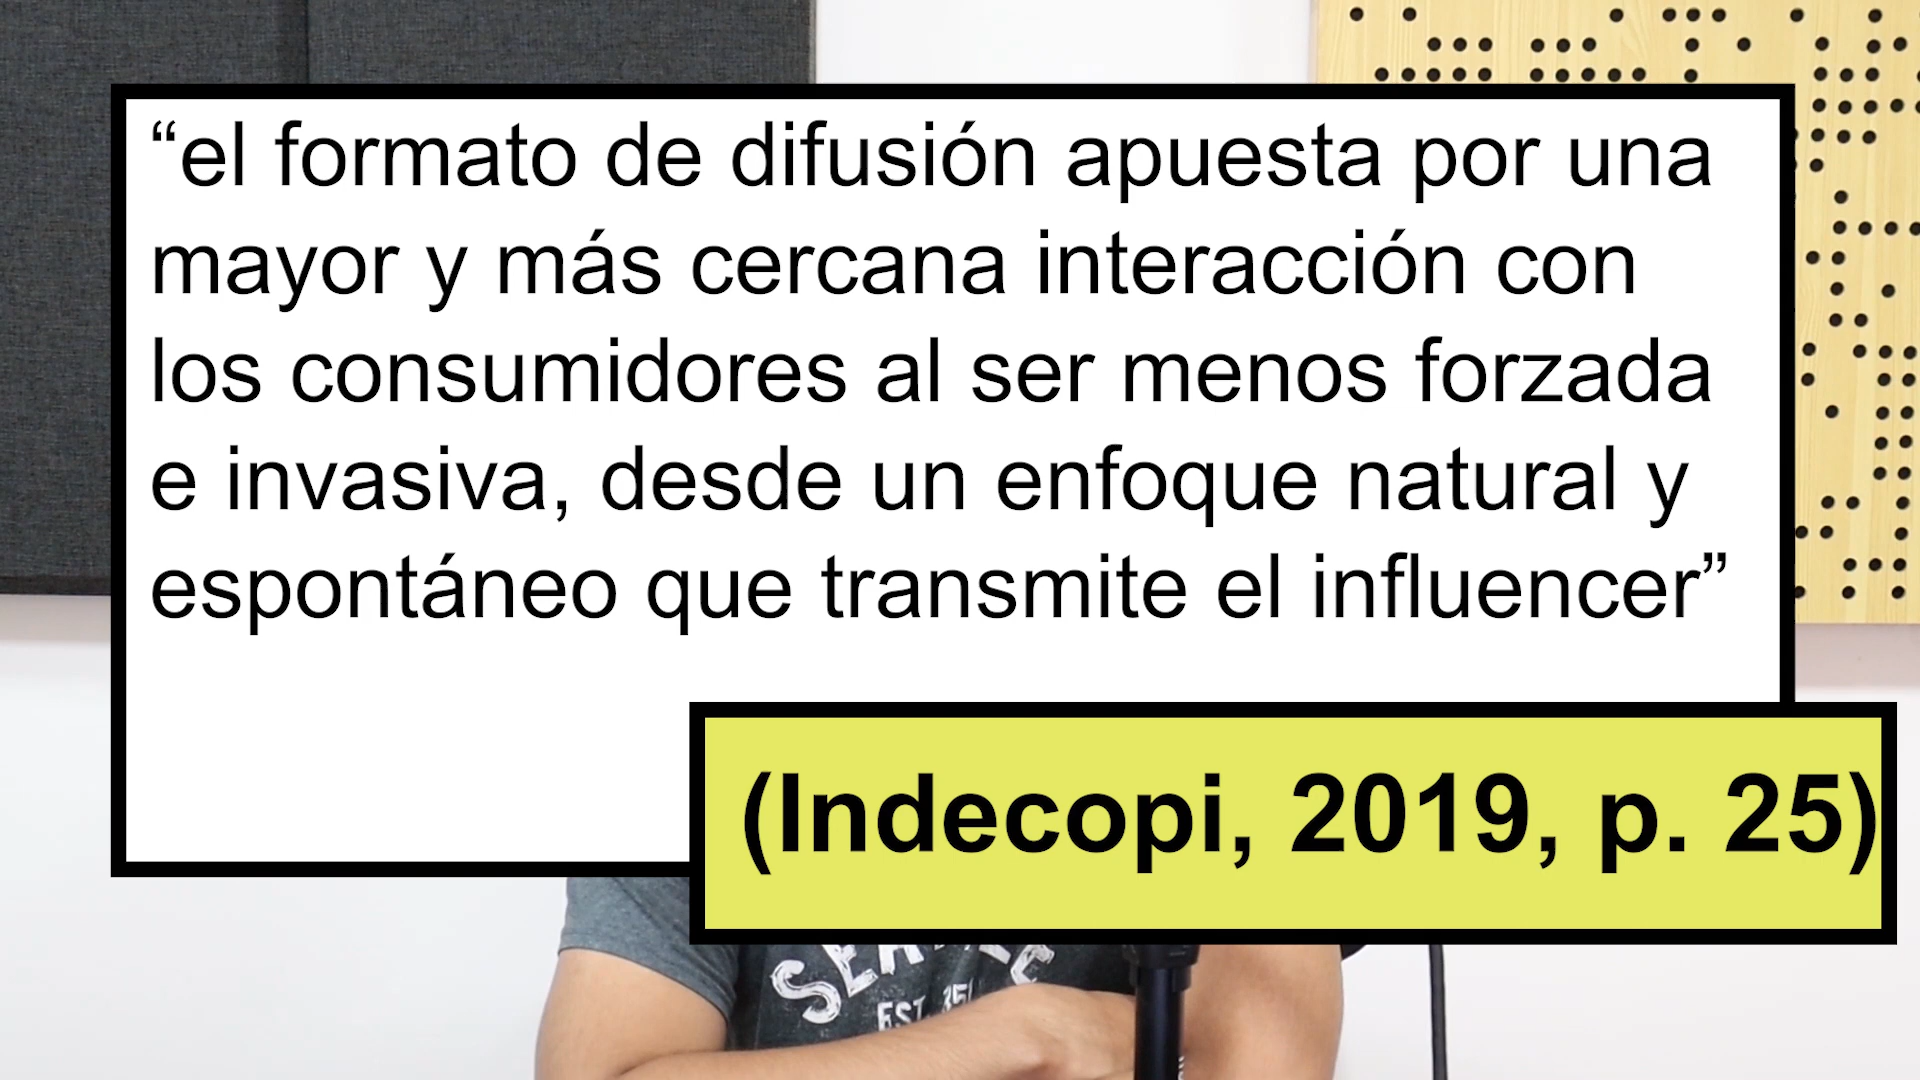 “el formato de difusión apuesta por una
mayor y más cercana interacción con
los consumidores al ser menos forzada
e invasiva, desde un enfoque natural y
espontáneo que transmite el influencer”
(Indecopi, 2019, p. 25)
EST.